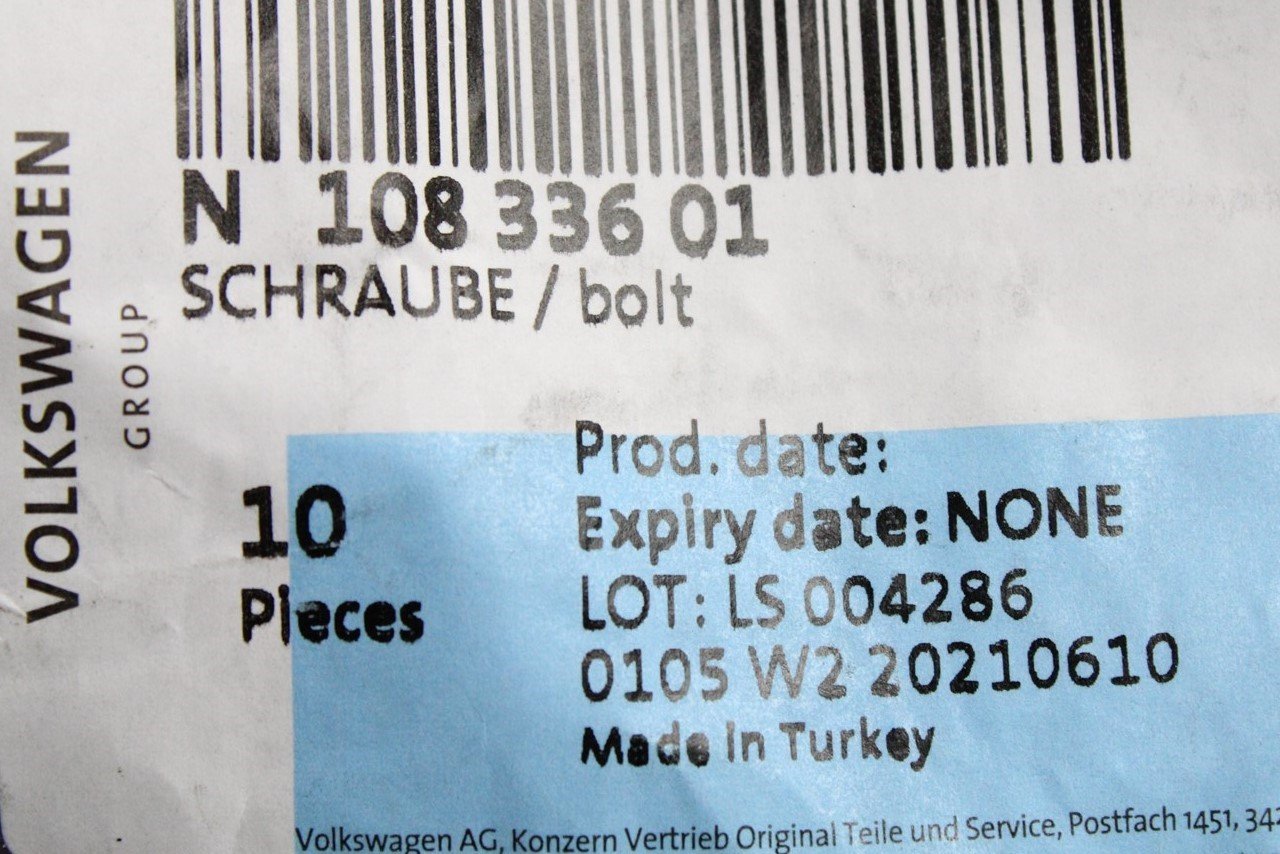 VOLKSWAGEN
GROUP
N 108 336 01
SCHRAUBE / bolt
10
Pieces
Prod. date:
Expiry date: NONE
LOT: LS 004286
0105 W2 20210610
Made in Turkey
Volkswagen AG, Konzern Vertrieb Original Teile und Service, Postfach 1451, 342